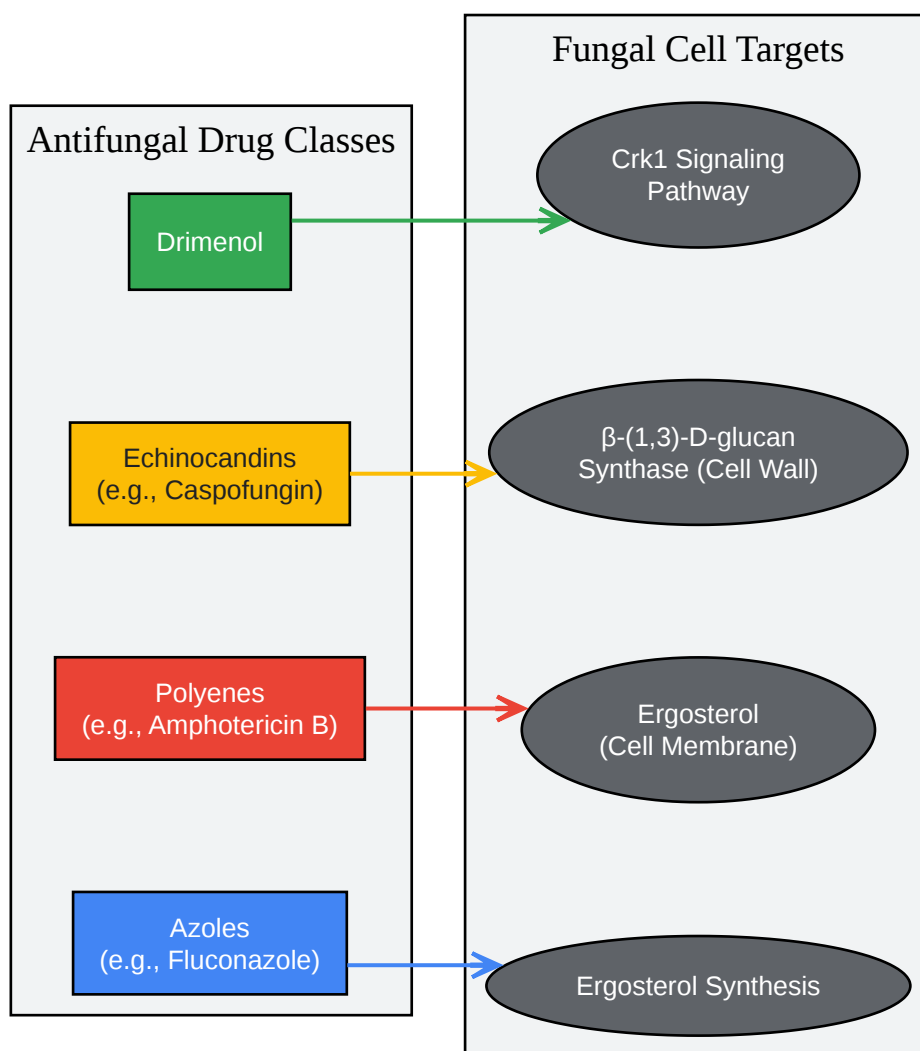 Fungal Cell Targets
Antifungal Drug Classes
Crk1 Signaling
Pathway
Drimenol
β-(1,3)-D-glucan
Synthase (Cell Wall)
Echinocandins
(e.g., Caspofungin)
Polyenes
(e.g., Amphotericin B)
Ergosterol
(Cell Membrane)
Azoles
(e.g., Fluconazole)
Ergosterol Synthesis